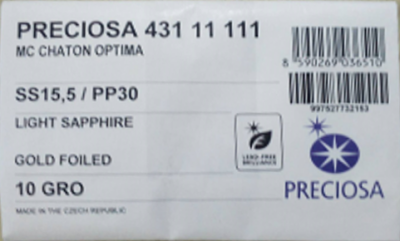 PRECIOSA 431 11 111
MC CHATON OPTIMA
8 590269 036510
SS15,5 / PP30
997527732153
LIGHT SAPPHIRE
LEAD-FREE
BRILLIANCE
GOLD FOILED
10 GRO
PRECIOSA
MADE IN THE CZECH REPUBLIC